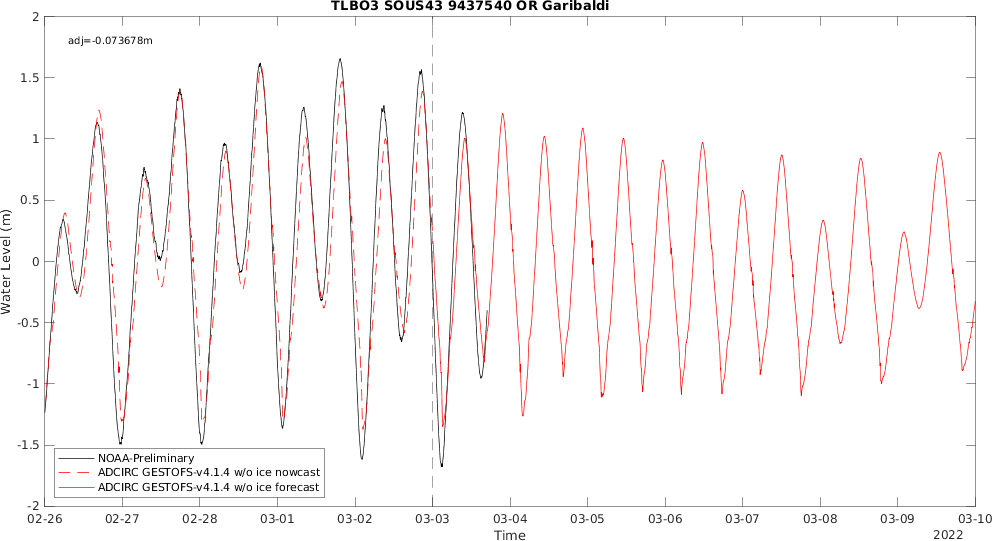 TLBO3 SOUS43 9437540 OR Garibaldi
adj=-0.073678m
2
1.5
1
0.5
0
-0.5
-1
-1.5
-2
Water Level (m)
NOAA-Preliminary
ADCIRC GESTOFS-v4.1.4 w/o ice nowcast
ADCIRC GESTOFS-v4.1.4 w/o ice forecast
02-26 02-27 02-28 03-01 03-02 03-03 03-04 03-05 03-06 03-07 03-08 03-09 03-10
Time
2022